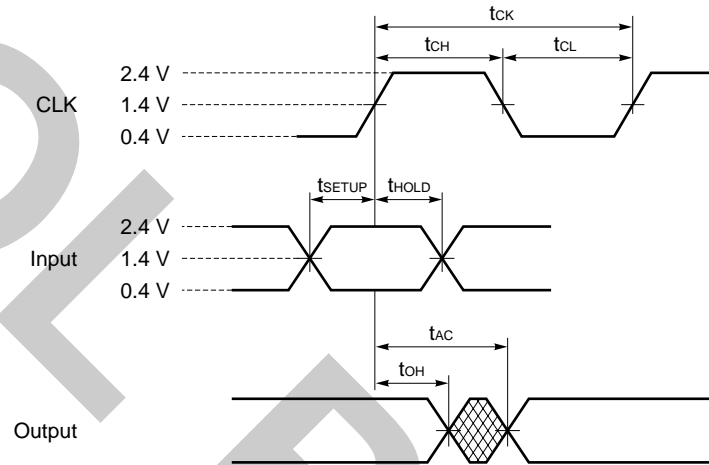 tCK
tCH tCL
2.4 V
CLK 1.4 V
0.4 V
tSETUP tHOLD
2.4 V
Input 1.4 V
0.4 V
tAC
tOH
Output